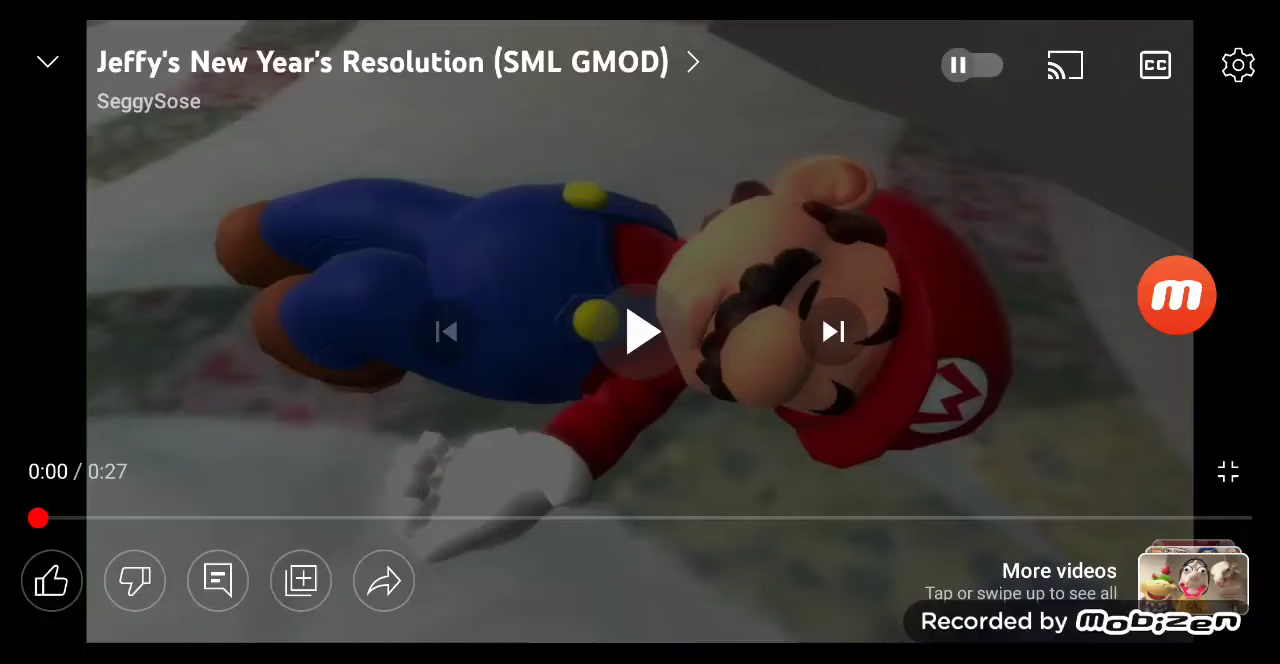 Jeffy's New Year's Resolution (SML GMOD)
SeggySose
CC
M
m
0:00 / 0:27
More videos
Tap or swipe up to see all
Recorded by mobizen